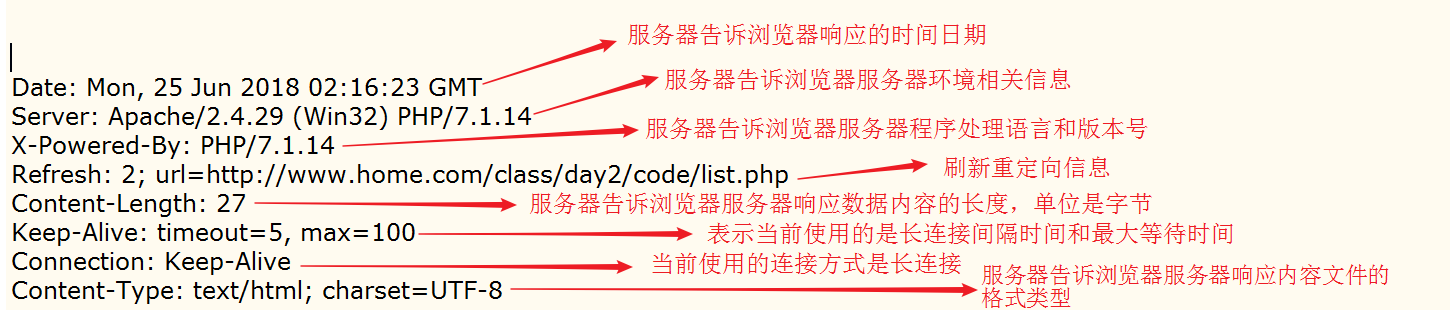 服务器告诉浏览器响应的时间日期
Date: Mon, 25 Jun 2018 02:16:23 GMT
服务器告诉浏览器服务器环境相关信息
Server: Apache/2.4.29 (Win32) PHP/7.1.14
服务器告诉浏览器服务器程序处理语言和版本号
X-Powered-By: PHP/7.1.14
刷新重定向信息
Refresh: 2; url=http://www.home.com/class/day2/code/list.php
Content-Length: 27
服务器告诉浏览器服务器响应数据内容的长度，单位是字节
Keep-Alive: timeout=5, max=100
表示当前使用的是长连接间隔时间和最大等待时间
Connection: Keep-Alive
当前使用的连接方式是长连接
Content-Type: text/html; charset=UTF-8
服务器告诉浏览器服务器响应内容文件的
格式类型